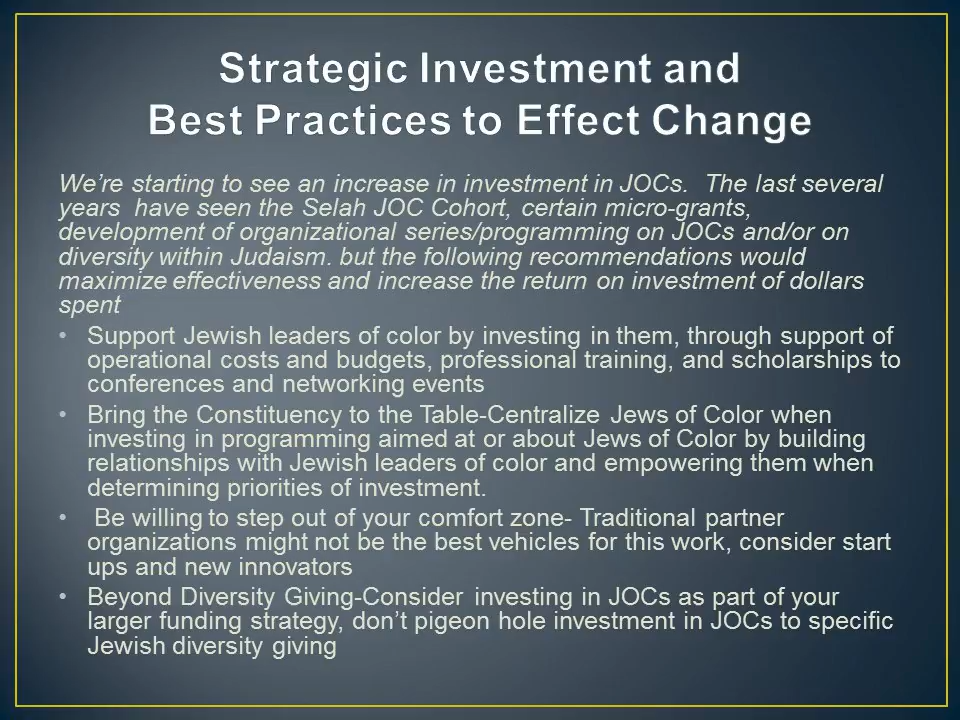 Strategic Investment and
Best Practices to Effect Change
We’re starting to see an increase in investment in JOCs.  The last several
years  have seen the Selah JOC Cohort, certain micro-grants,
development of organizational series/programming on JOCs and/or on
diversity within Judaism. but the following recommendations would
maximize effectiveness and increase the return on investment of dollars
spent
• Support Jewish leaders of color by investing in them, through support of
operational costs and budgets, professional training, and scholarships to
conferences and networking events
• Bring the Constituency to the Table-Centralize Jews of Color when
investing in programming aimed at or about Jews of Color by building
relationships with Jewish leaders of color and empowering them when
determining priorities of investment.
•  Be willing to step out of your comfort zone- Traditional partner
organizations might not be the best vehicles for this work, consider start
ups and new innovators
• Beyond Diversity Giving-Consider investing in JOCs as part of your
larger funding strategy, don’t pigeon hole investment in JOCs to specific
Jewish diversity giving